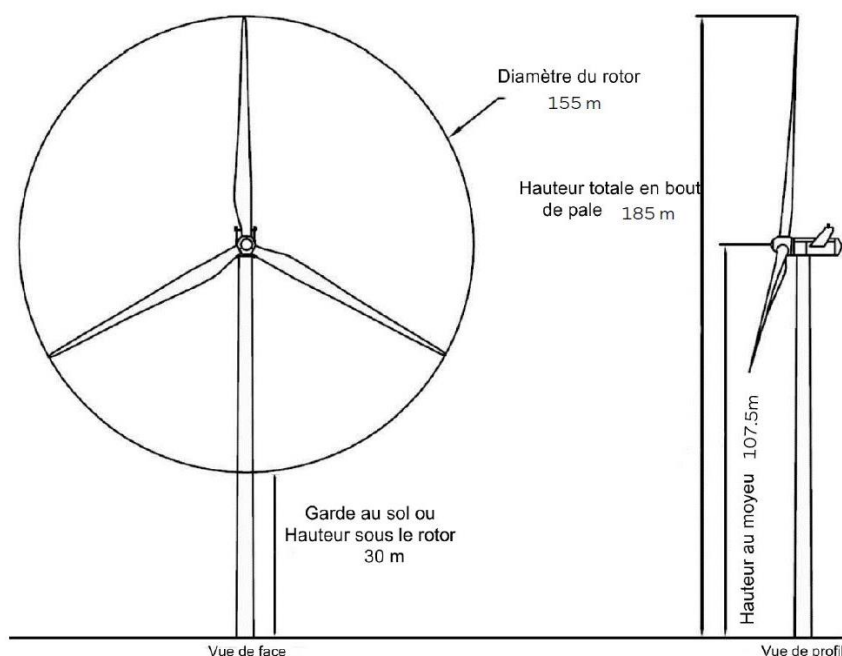 Diamètre du rotor
155 m
Hauteur totale en bout
de pale 185 m
Hauteur au moyeu 107.5m
Garde au sol ou
Hauteur sous le rotor
30 m
Vue de face
Vue de profil